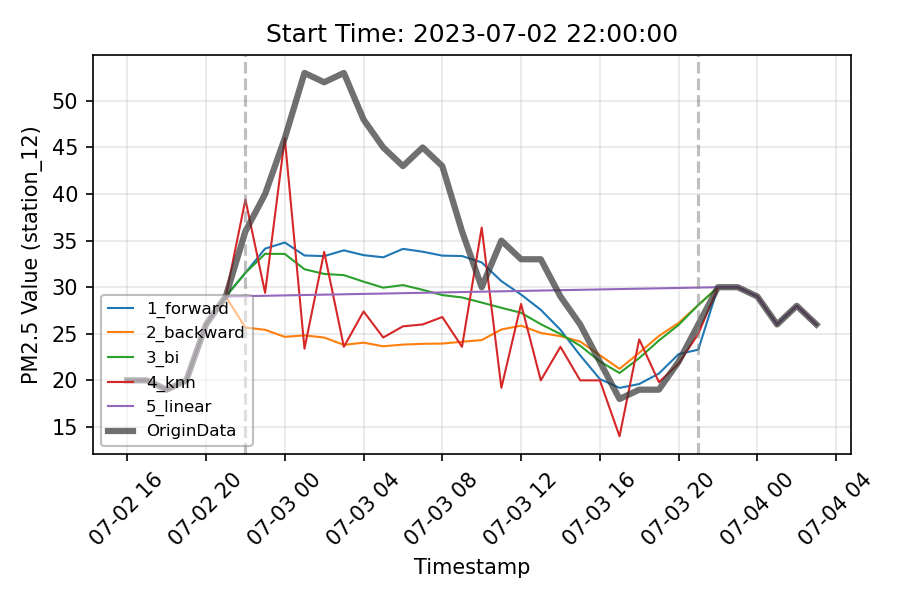 Start Time: 2023-07-02 22:00:00
PM2.5 Value (station_12)
50
45
40
35
30
25
20
15
1_forward
2_backward
3_bi
4_knn
5_linear
OriginData
07-02 16
07-02 20
07-03 00
07-03 04
07-03 08
07-03 12
07-03 16
07-03 20
07-04 00
07-04 04
Timestamp